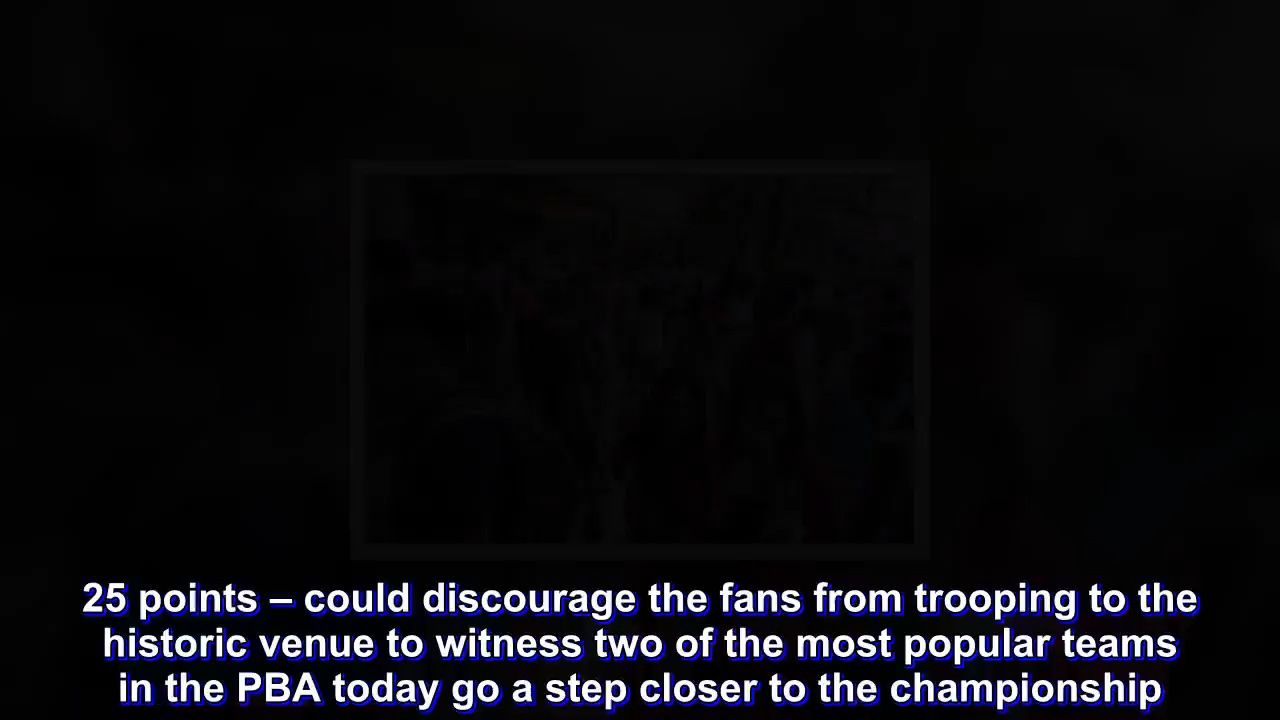 25 points – could discourage the fans from trooping to the
historic venue to witness two of the most popular teams
in the PBA today go a step closer to the championship